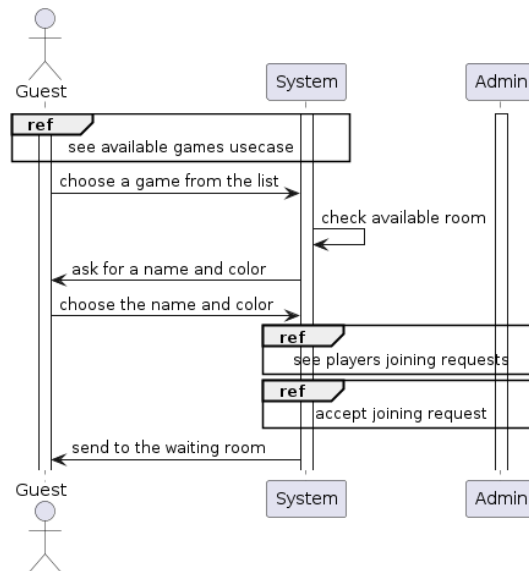 Guest
System
Admin
ref
see available games usecase
choose a game from the list
check available room
ask for a name and color
choose the name and color
ref
see players joining requests
ref
accept joining request
send to the waiting room
Guest
System
Admin